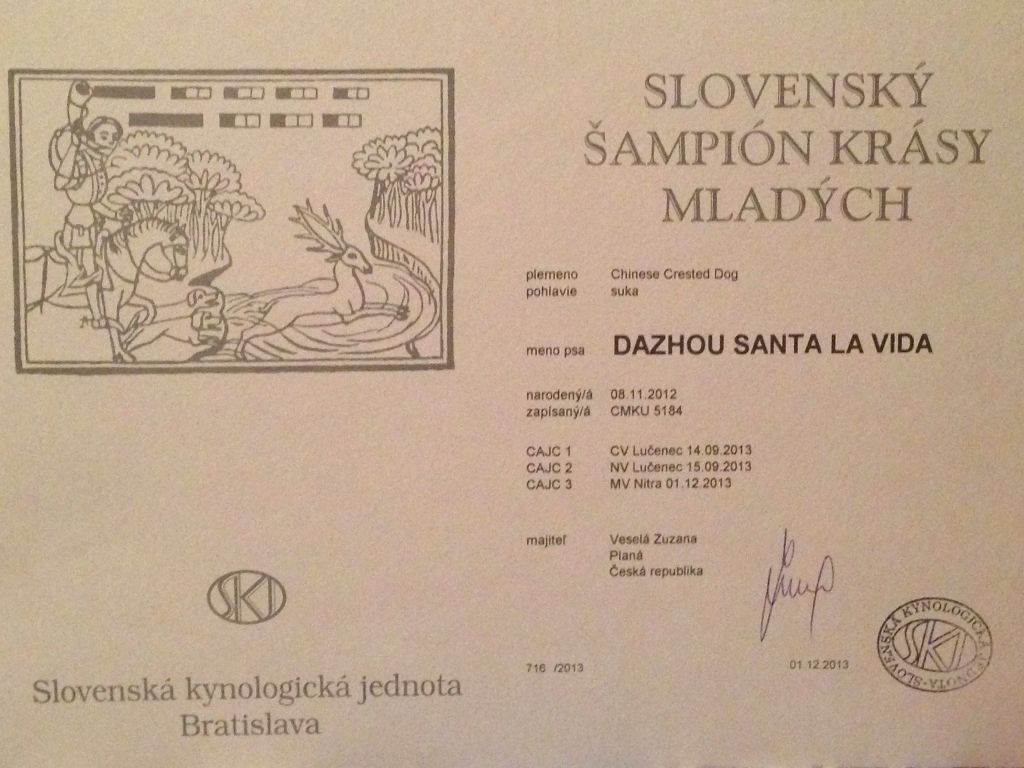 SLOVENSKÝ
ŠAMPIÓN KRÁSY
MLADÝCH
plemeno Chinese Crested Dog
pohlavie suka
meno psa DAZHOU SANTA LA VIDA
narodený/á 08.11.2012
zapísaný/á CMKU 5184
CAJC 1 CV Lučenec 14.09.2013
CAJC 2 NV Lučenec 15.09.2013
CAJC 3 MV Nitra 01.12.2013
majiteľ Veselá Zuzana
Planá
Česká republika
716 /2013 01.12.2013
SKJ
Slovenská kynologická jednota
Bratislava
SLOVENSKÁ KYNOLOGICKÁ JEDNOTA
SKJ